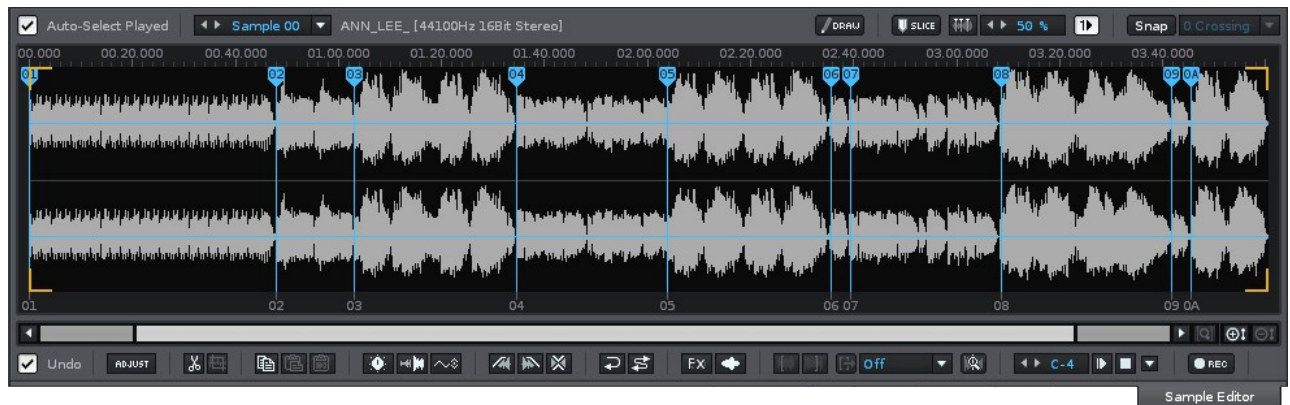 Auto-Select Played Sample 00 ANN_LEE_ [44100Hz 16Bit Stereo] DRAW SLICE 50 % 1 Snap 0 Crossing
00.000 00.20.000 00.40.000 01.00.000 01.20.000 01.40.000 02.00.000 02.20.000 02.40.000 03.00.000 03.20.000 03.40.000
01 02 03 04 05 06 07 08 09 0A
01 02 03 04 05 06 07 08 09 0A
Undo ADJUST FX Off C-4 REC
Sample Editor